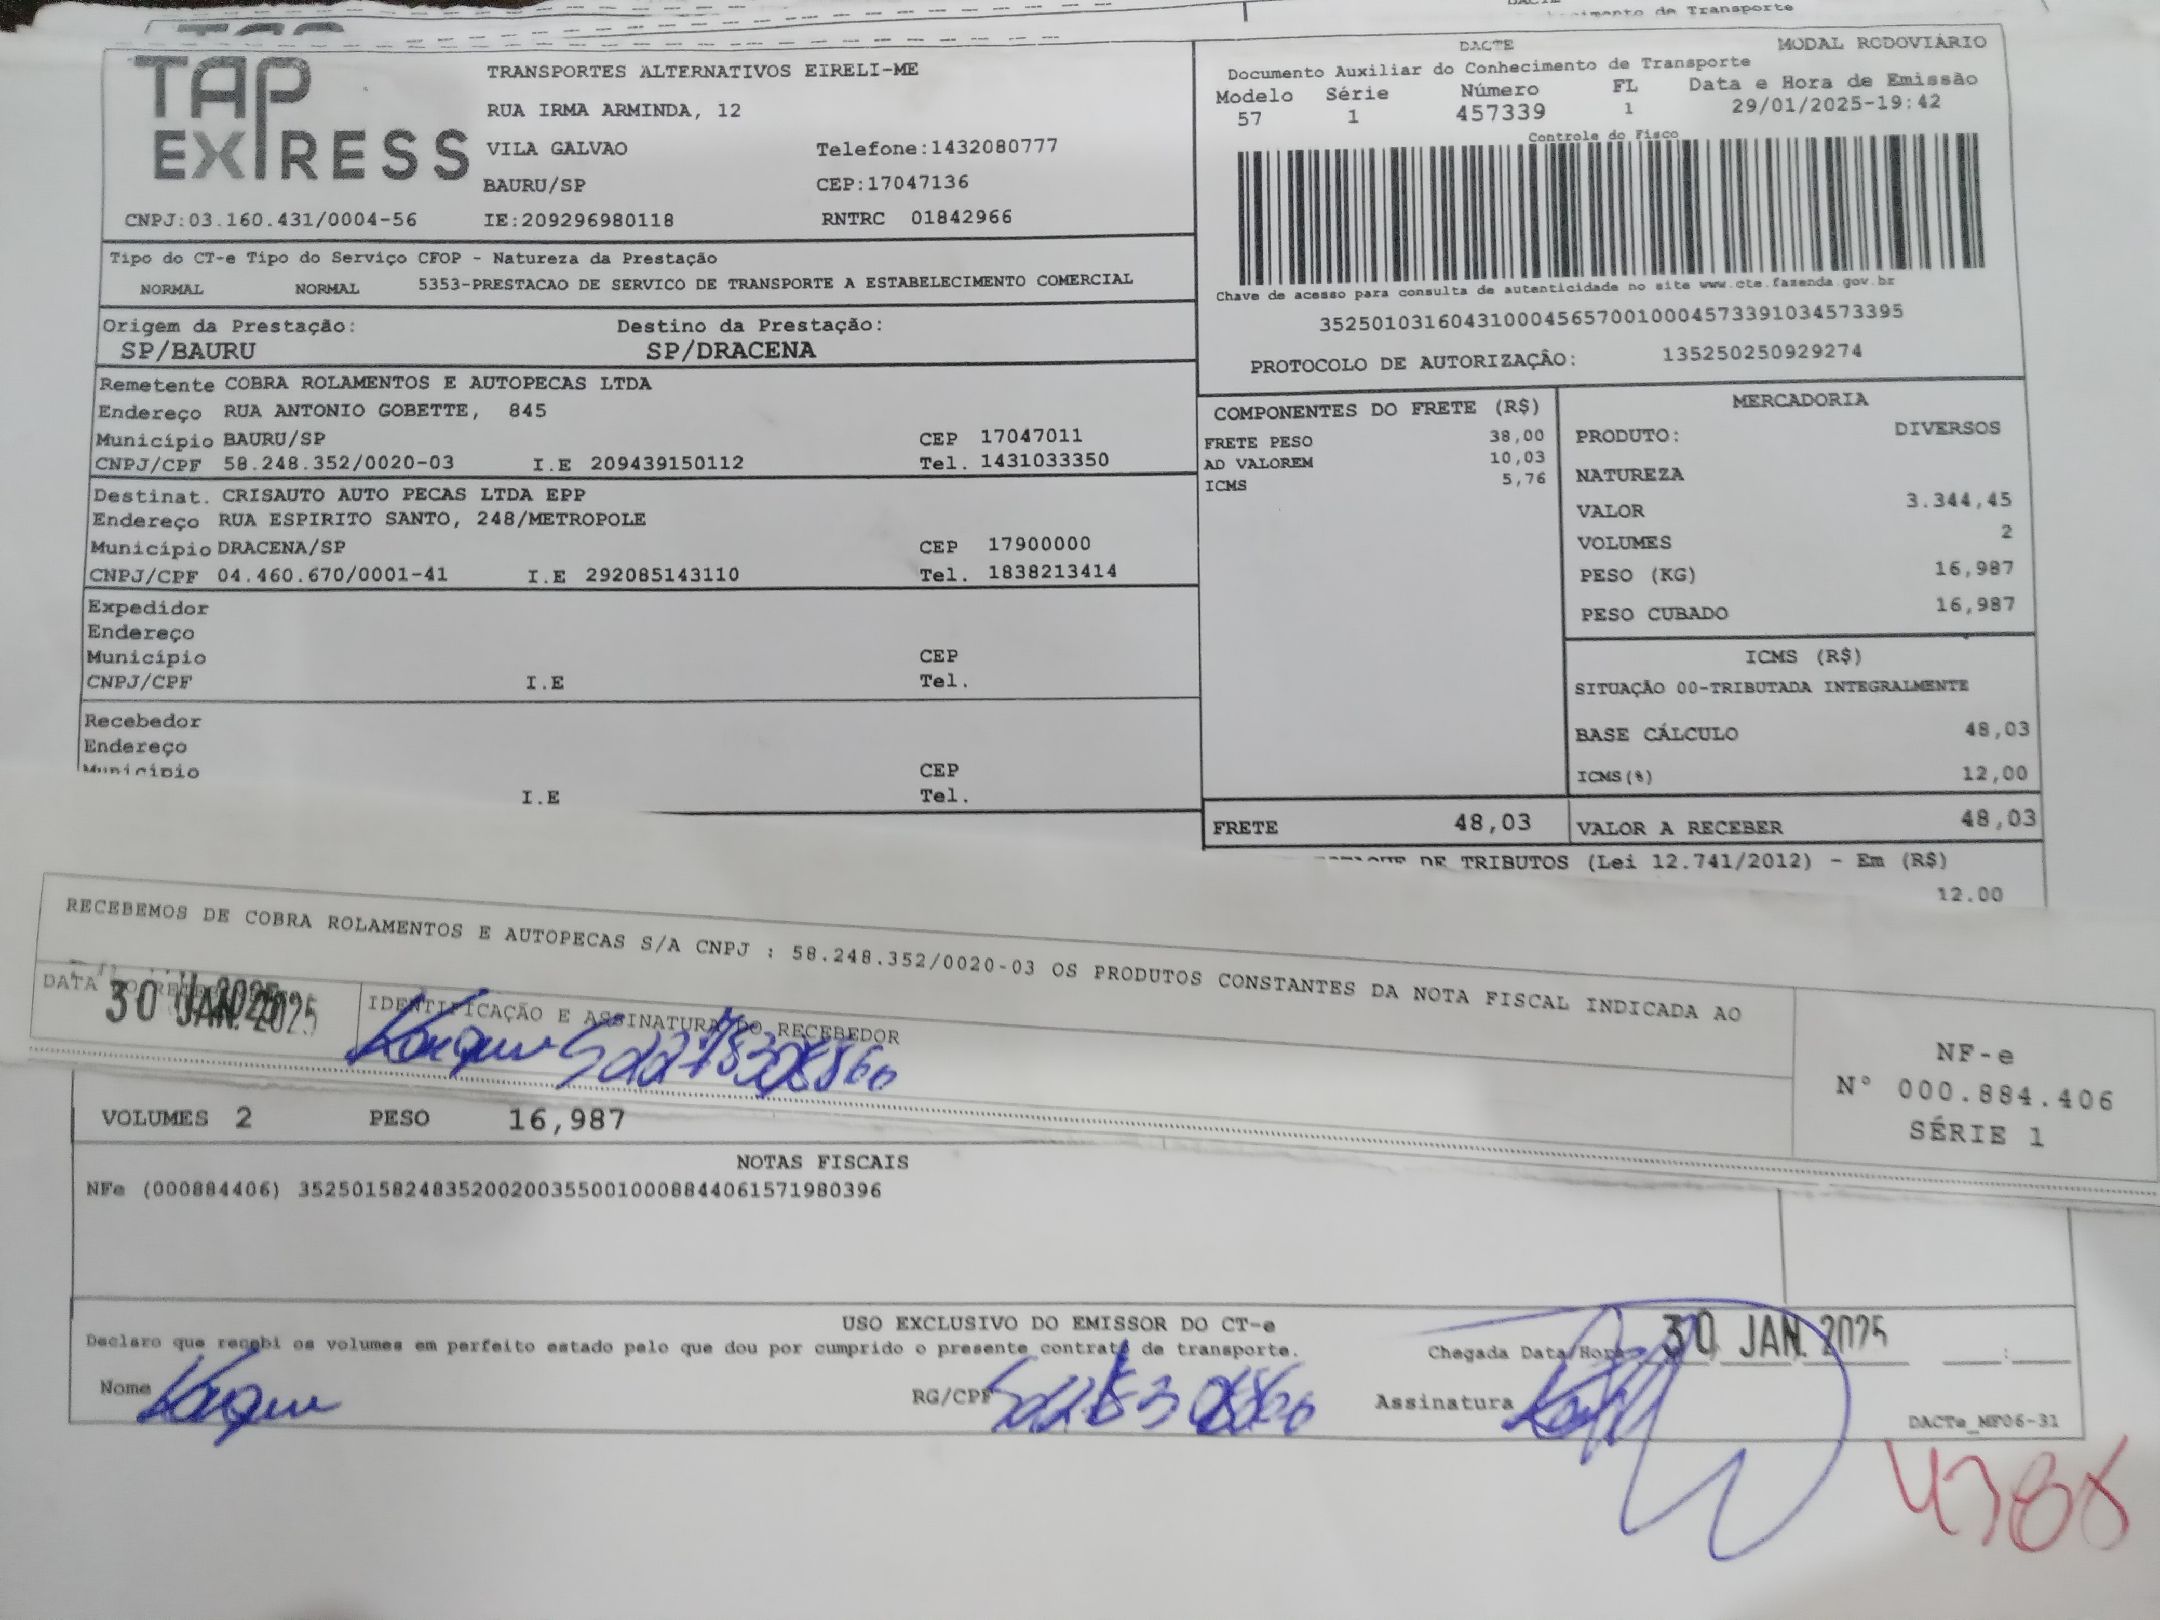 imento de Transporte
TAP EXPRESS
TRANSPORTES ALTERNATIVOS EIRELI-ME
RUA IRMA ARMINDA, 12
VILA GALVAO Telefone:1432080777
BAURU/SP CEP:17047136
CNPJ:03.160.431/0004-56 IE:209296980118 RNTRC 01842966
DACTE MODAL RODOVIÁRIO
Documento Auxiliar do Conhecimento de Transporte
Modelo Série Número FL Data e Hora de Emissão
57 1 457339 1 29/01/2025-19:42
Controle do Fisco
Chave de acesso para consulta de autenticidade no site www.cte.fazenda.gov.br
35250103160431000456570010004573391034573395
PROTOCOLO DE AUTORIZAÇÃO: 135250250929274
Tipo do CT-e Tipo do Serviço CFOP - Natureza da Prestação
NORMAL NORMAL 5353-PRESTACAO DE SERVICO DE TRANSPORTE A ESTABELECIMENTO COMERCIAL
Origem da Prestação: Destino da Prestação:
SP/BAURU SP/DRACENA
Remetente COBRA ROLAMENTOS E AUTOPECAS LTDA
Endereço RUA ANTONIO GOBETTE, 845
Município BAURU/SP CEP 17047011
CNPJ/CPF 58.248.352/0020-03 I.E 209439150112 Tel. 1431033350
Destinat. CRISAUTO AUTO PECAS LTDA EPP
Endereço RUA ESPIRITO SANTO, 248/METROPOLE
Município DRACENA/SP CEP 17900000
CNPJ/CPF 04.460.670/0001-41 I.E 292085143110 Tel. 1838213414
Expedidor
Endereço
Município CEP
CNPJ/CPF I.E Tel.
Recebedor
Endereço
Município CEP
I.E Tel.
COMPONENTES DO FRETE (R$)
FRETE PESO 38,00
AD VALOREM 10,03
ICMS 5,76
MERCADORIA
PRODUTO: DIVERSOS
NATUREZA
VALOR 3.344,45
VOLUMES 2
PESO (KG) 16,987
PESO CUBADO 16,987
ICMS (R$)
SITUAÇÃO 00-TRIBUTADA INTEGRALMENTE
BASE CÁLCULO 48,03
ICMS(%) 12,00
FRETE 48,03 VALOR A RECEBER 48,03
DE TRIBUTOS (Lei 12.741/2012) - Em (R$)
12.00
RECEBEMOS DE COBRA ROLAMENTOS E AUTOPECAS S/A CNPJ : 58.248.352/0020-03 OS PRODUTOS CONSTANTES DA NOTA FISCAL INDICADA AO
DATA DO 30 JAN. 2025 IDENTIFICAÇÃO E ASSINATURA DO RECEBEDOR
NF-e
N° 000.884.406
SÉRIE 1
VOLUMES 2 PESO 16,987
NOTAS FISCAIS
NFe (000884406) 35250158248352002003550010008844061571980396
USO EXCLUSIVO DO EMISSOR DO CT-e
Declaro que recebi os volumes em perfeito estado pelo que dou por cumprido o presente contrato de transporte. Chegada Data/Hora 30 JAN. 2025 :
Nome RG/CPF Assinatura
DACTe_MF06-31